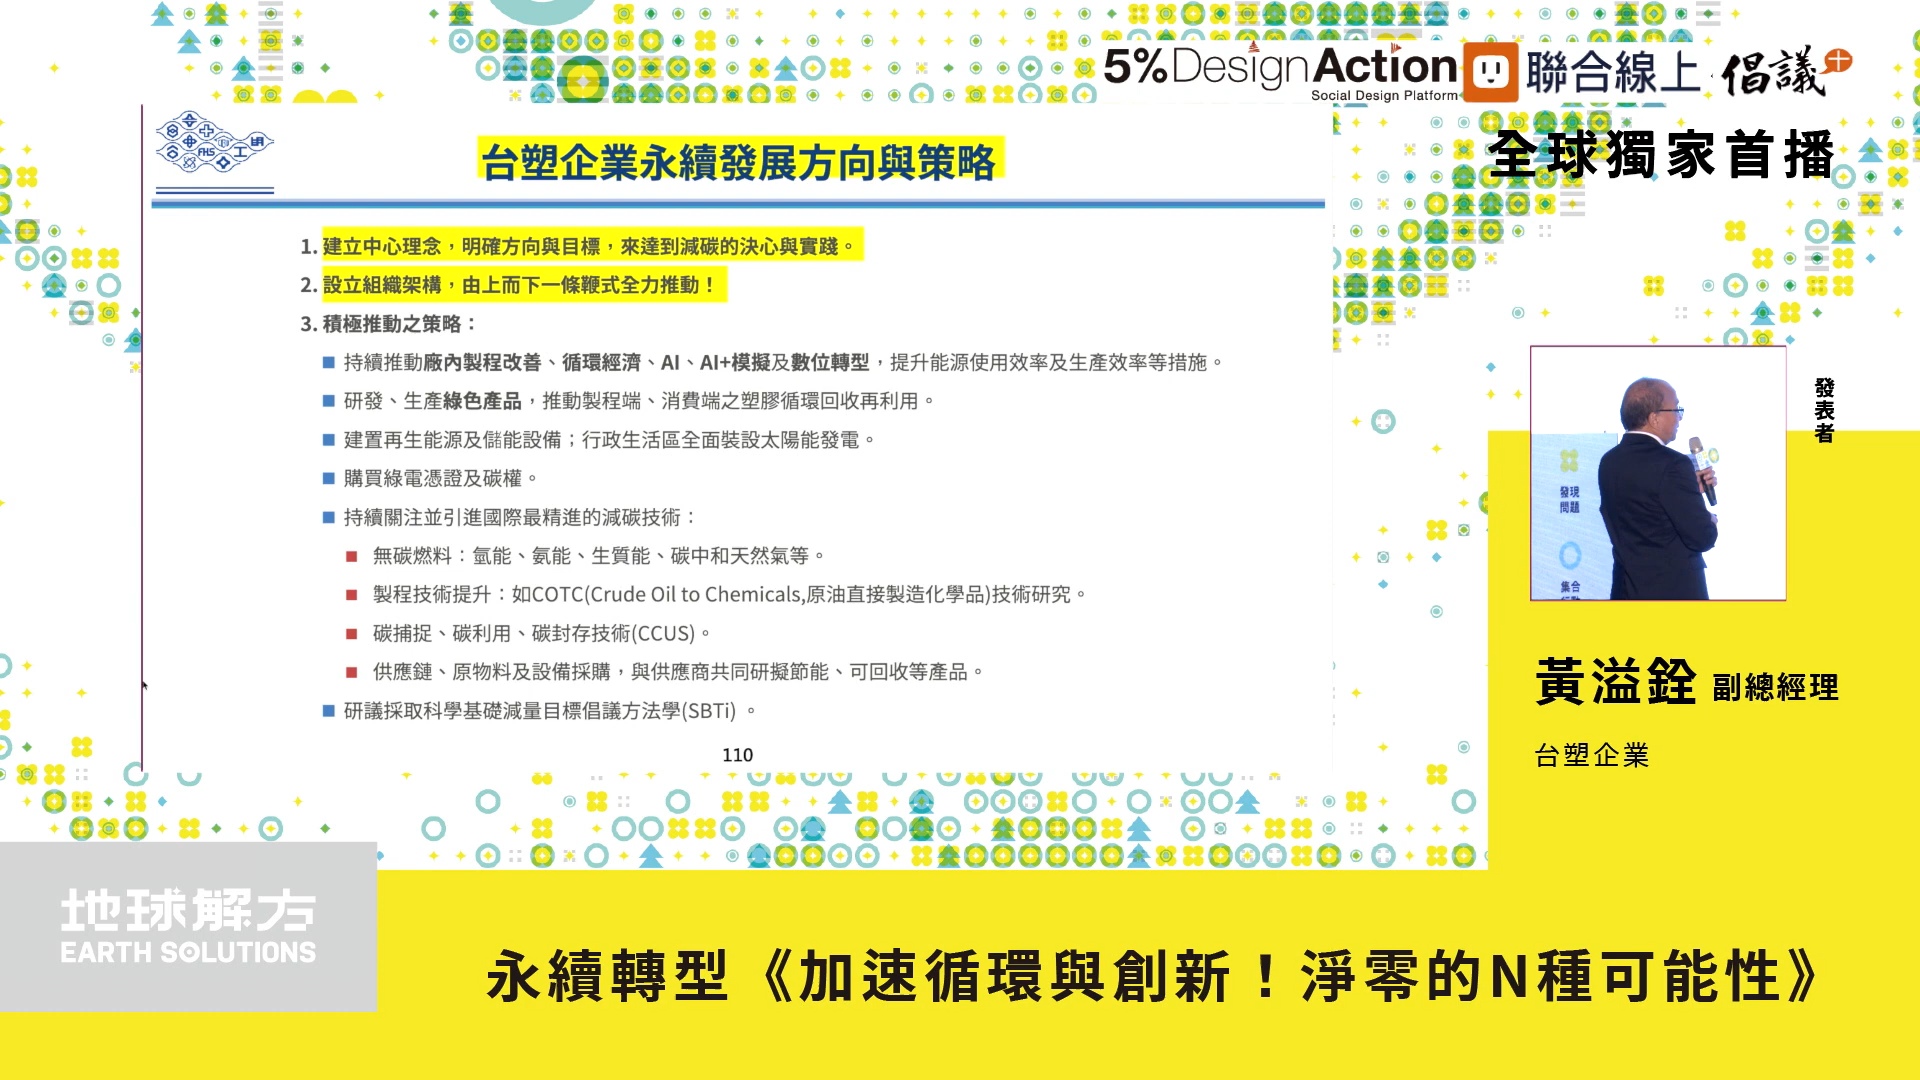 5%DesignAction
Social Design Platform
聯合線上
倡議+
全球獨家首播
FHS
明
工
台塑企業永續發展方向與策略
1. 建立中心理念，明確方向與目標，來達到減碳的決心與實踐。
2. 設立組織架構，由上而下一條鞭式全力推動！
3. 積極推動之策略：
持續推動廠內製程改善、循環經濟、AI、AI+模擬及數位轉型，提升能源使用效率及生產效率等措施。
研發、生產綠色產品，推動製程端、消費端之塑膠循環回收再利用。
建置再生能源及儲能設備；行政生活區全面裝設太陽能發電。
購買綠電憑證及碳權。
持續關注並引進國際最精進的減碳技術：
無碳燃料：氫能、氨能、生質能、碳中和天然氣等。
製程技術提升：如COTC(Crude Oil to Chemicals,原油直接製造化學品)技術研究。
碳捕捉、碳利用、碳封存技術(CCUS)。
供應鏈、原物料及設備採購，與供應商共同研擬節能、可回收等產品。
研議採取科學基礎減量目標倡議方法學(SBTi) 。
110
發表者
發現
問題
集合
黃溢銓 副總經理
台塑企業
地球解方
EARTH SOLUTIONS
永續轉型《加速循環與創新！淨零的N種可能性》